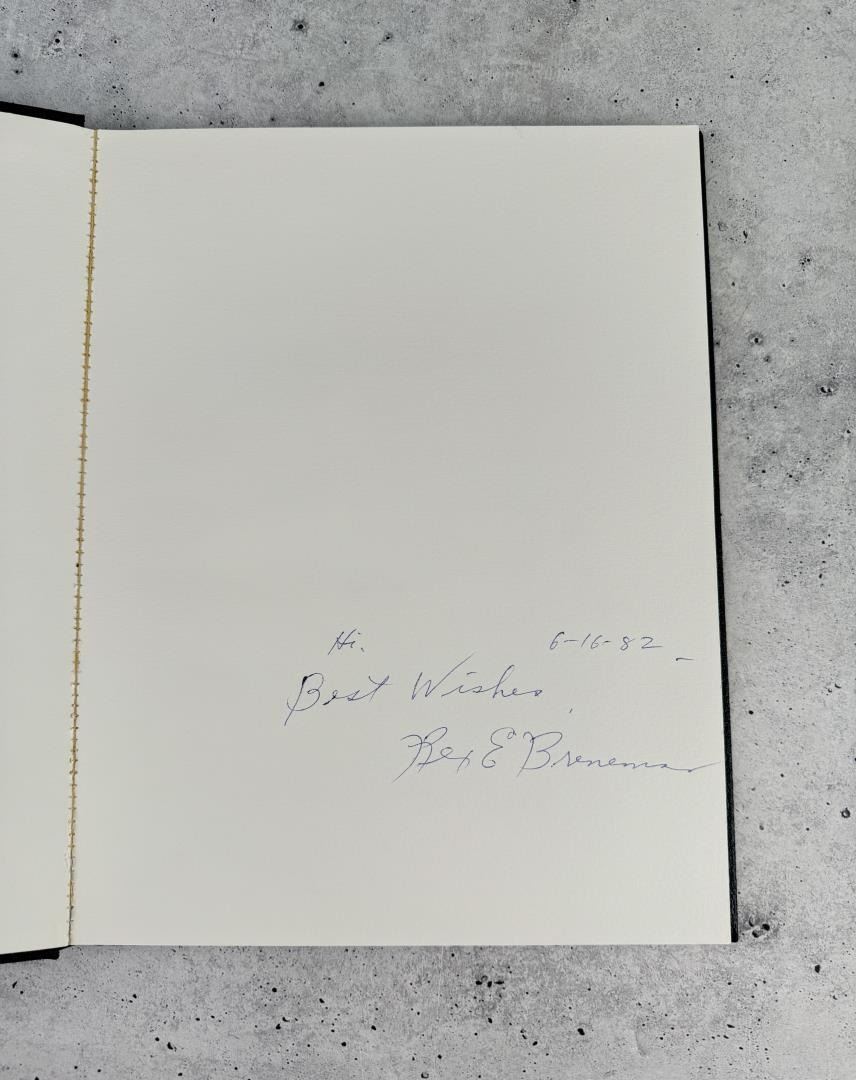 Hi. 6-16-82
Best Wishes,
Rex E Breneman